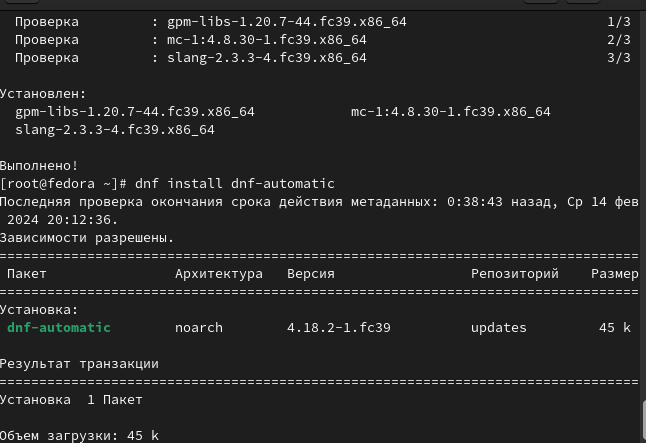 Проверка : gpm-libs-1.20.7-44.fc39.x86_64 1/3
Проверка : mc-1:4.8.30-1.fc39.x86_64 2/3
Проверка : slang-2.3.3-4.fc39.x86_64 3/3
Установлен:
gpm-libs-1.20.7-44.fc39.x86_64 mc-1:4.8.30-1.fc39.x86_64
slang-2.3.3-4.fc39.x86_64
Выполнено!
[root@fedora ~]# dnf install dnf-automatic
Последняя проверка окончания срока действия метаданных: 0:38:43 назад, Ср 14 фев
2024 20:12:36.
Зависимости разрешены.
================================================================================
Пакет Архитектура Версия Репозиторий Размер
================================================================================
Установка:
dnf-automatic noarch 4.18.2-1.fc39 updates 45 k
Результат транзакции
================================================================================
Установка 1 Пакет
Объем загрузки: 45 k